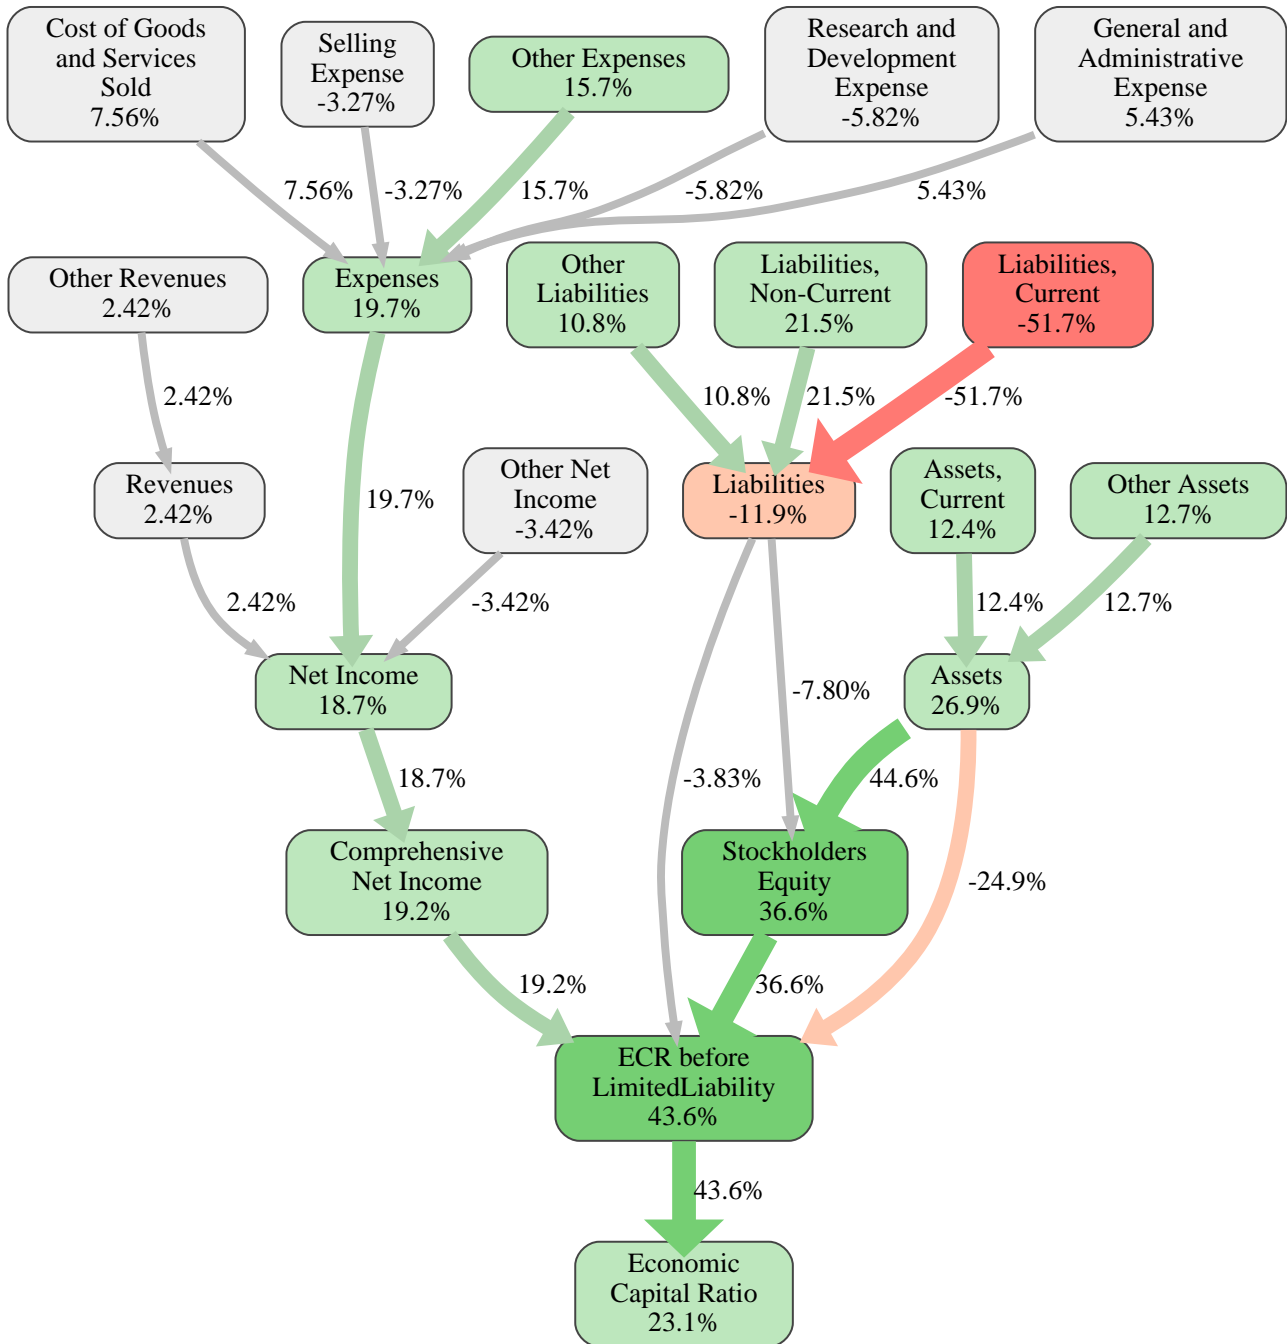 Cost of Goods
and Services
Sold
7.56%
Selling
Expense
-3.27%
Other Expenses
15.7%
Research and
Development
Expense
-5.82%
General and
Administrative
Expense
5.43%
7.56%
-3.27%
15.7%
-5.82%
5.43%
Other Revenues
2.42%
Expenses
19.7%
Other
Liabilities
10.8%
Liabilities,
Non-Current
21.5%
Liabilities,
Current
-51.7%
2.42%
10.8%
21.5%
-51.7%
Revenues
2.42%
19.7%
Other Net
Income
-3.42%
Liabilities
-11.9%
Assets,
Current
12.4%
Other Assets
12.7%
2.42%
-3.42%
12.4%
12.7%
Net Income
18.7%
-7.80%
Assets
26.9%
18.7%
-3.83%
44.6%
Comprehensive
Net Income
19.2%
Stockholders
Equity
36.6%
-24.9%
19.2%
36.6%
ECR before
LimitedLiability
43.6%
43.6%
Economic
Capital Ratio
23.1%